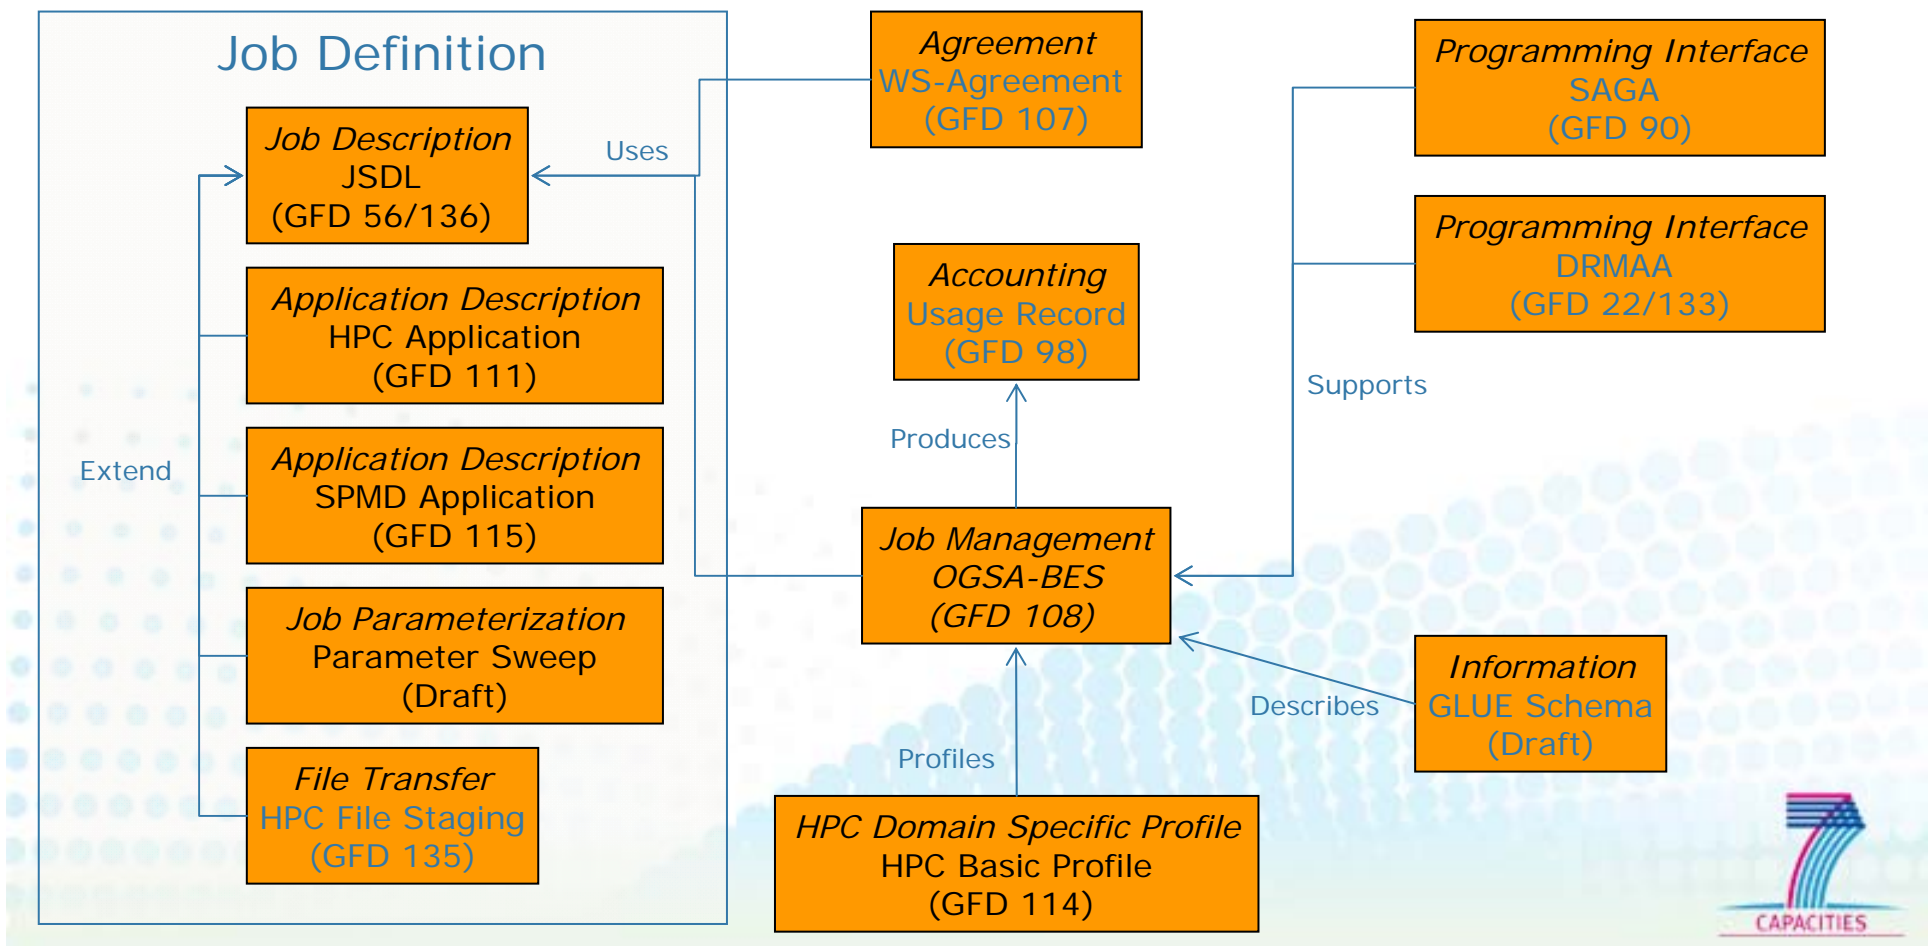 Job Definition
Job Description
JSDL
(GFD 56/136)
Application Description
HPC Application
(GFD 111)
Application Description
SPMD Application
(GFD 115)
Job Parameterization
Parameter Sweep
(Draft)
File Transfer
HPC File Staging
(GFD 135)
Extend
Uses
Agreement
WS-Agreement
(GFD 107)
Accounting
Usage Record
(GFD 98)
Produces
Job Management
OGSA-BES
(GFD 108)
Profiles
HPC Domain Specific Profile
HPC Basic Profile
(GFD 114)
Programming Interface
SAGA
(GFD 90)
Programming Interface
DRMAA
(GFD 22/133)
Supports
Describes
Information
GLUE Schema
(Draft)
CAPACITIES